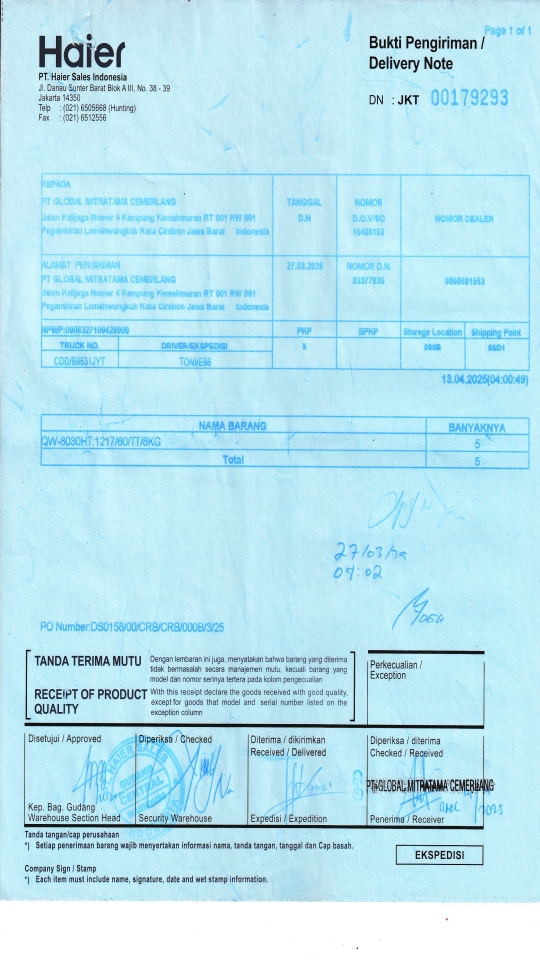 Page 1 of 1
Haier
Bukti Pengiriman /
Delivery Note
PT. Haier Sales Indonesia
Jl. Danau Sunter Barat Blok A III, No. 38 - 39
Jakarta 14350
Telp : (021) 6505668 (Hunting)
Fax : (021) 6512556
DN : JKT 00179293
KEPADA
PT GLOBAL MITRATAMA CEMERLANG
TANGGAL
NOMOR
Jalan Kalijaga Nomor 4 Kampung Kemakmuran RT 001 RW 001
D.H
D.O.V/SO
NOMOR DEALER
Pegambiran Lemahwungkuk Kota Cirebon Jawa Barat Indonesia
ALAMAT PENGIRIMAN
27.03.2025
NOMOR D.N.
PT GLOBAL MITRATAMA CEMERLANG
83377835
Jalan Kalijaga Nomor 4 Kampung Kemakmuran RT 001 RW 001
Pegambiran Lemahwungkuk Kota Cirebon Jawa Barat Indonesia
PKP
BPKP
Storege Location
Shipping Point
TRUCK NO.
DRIVER/EKSPEDISI
X
CDD/B9531JYT
13.04.2025(04:00:49)
NAMA BARANG
BANYAKNYA
QW-8030HT:1217/60/TT/8KG
5
Total
5
09:02
PO Number:DS0158/00/CRB/CRB/000B/3/25
TANDA TERIMA MUTU
Dengan lembaran ini juga, menyatakan bahwa barang yang diterima
tidak bermasalah secara manajemen mutu, kecuali barang yang
model dan nomor serinya tertera pada kolom pengecualian
RECEIPT OF PRODUCT
QUALITY
With this receipt declare the goods received with good quality,
except for goods that model and serial number listed on the
exception column
Perkecualian /
Exception
Disetujui / Approved
Diperiksa / Checked
Diterima / dikirimkan
Received / Delivered
Diperiksa / diterima
Checked / Received
HAIER SALES
GUDANG
CENTRAL
PT GLOBAL MITRATAMA CEMERLANG
Kep. Bag. Gudang
Warehouse Section Head
Security Warehouse
Expedisi / Expedition
Penerima / Receiver
Tanda tangan/cap perusahaan
*) Setiap penerimaan barang wajib menyertakan informasi nama, tanda tangan, tanggal dan Cap basah.
EKSPEDISI
Company Sign / Stamp
*) Each item must include name, signature, date and wet stamp information.